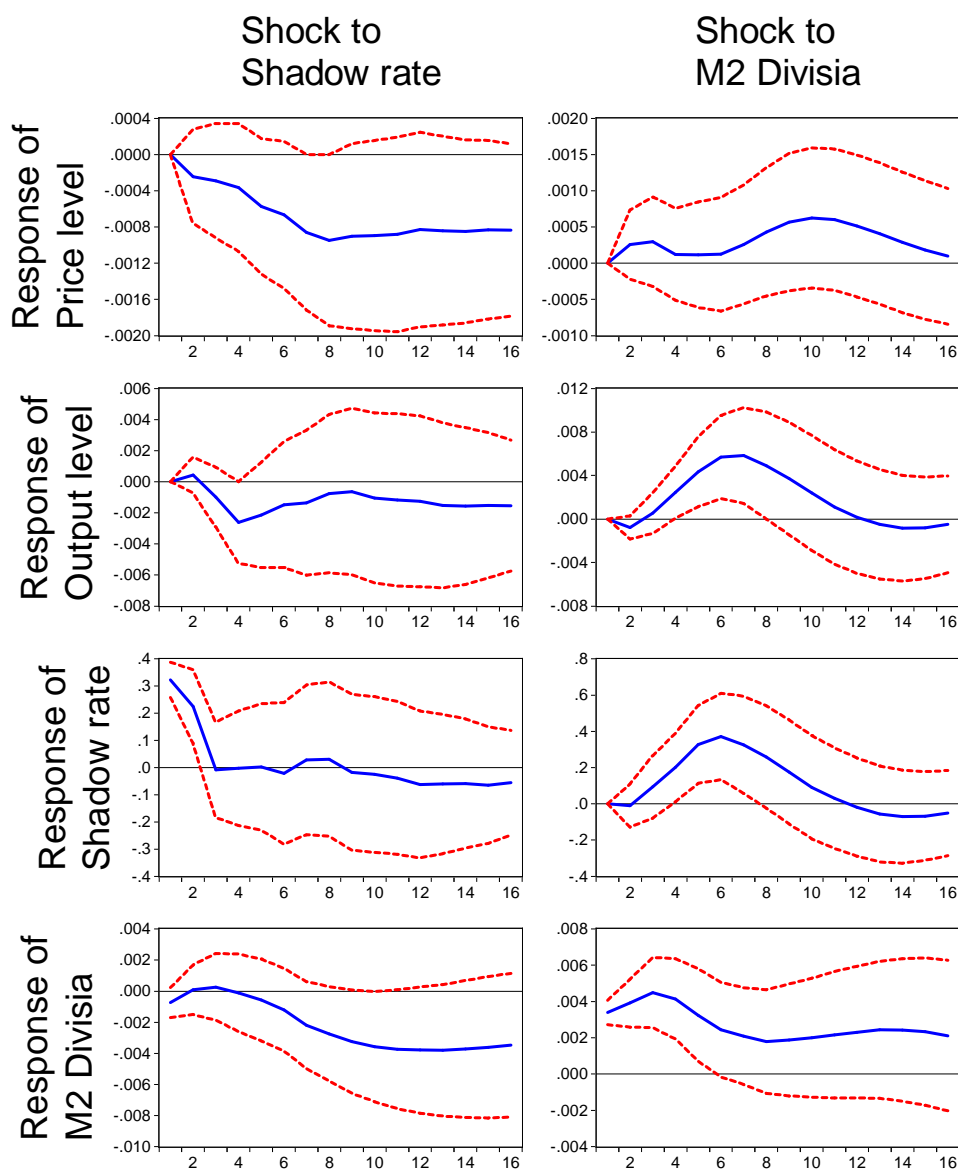 Shock to
Shadow rate
Shock to
M2 Divisia
Response of
Price level
.0004
.0000
-.0004
-.0008
-.0012
-.0016
-.0020
2 4 6 8 10 12 14 16
.0020
.0015
.0010
.0005
.0000
-.0005
-.0010
2 4 6 8 10 12 14 16
Response of
Output level
.006
.004
.002
.000
-.002
-.004
-.006
-.008
2 4 6 8 10 12 14 16
.012
.008
.004
.000
-.004
-.008
2 4 6 8 10 12 14 16
Response of
Shadow rate
.4
.3
.2
.1
.0
-.1
-.2
-.3
-.4
2 4 6 8 10 12 14 16
.8
.6
.4
.2
.0
-.2
-.4
2 4 6 8 10 12 14 16
Response of
M2 Divisia
.004
.002
.000
-.002
-.004
-.006
-.008
-.010
2 4 6 8 10 12 14 16
.008
.006
.004
.002
.000
-.002
-.004
2 4 6 8 10 12 14 16